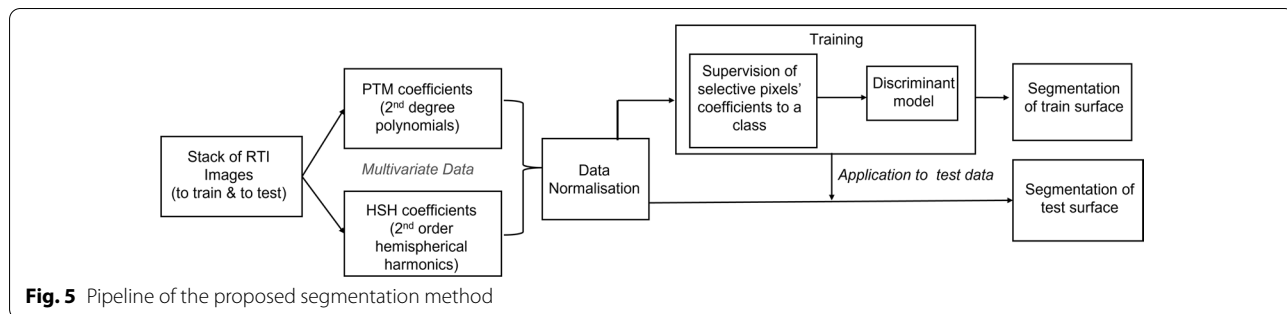 Stack of RTI
Images
(to train & to test)
PTM coefficients
(2nd degree
polynomials)
Multivariate Data
HSH coefficients
(2nd order
hemispherical
harmonics)
Data
Normalisation
Training
Supervision of
selective pixels'
coefficients to a
class
Discriminant
model
Application to test data
Segmentation
of train surface
Segmentation of
test surface
Fig. 5 Pipeline of the proposed segmentation method